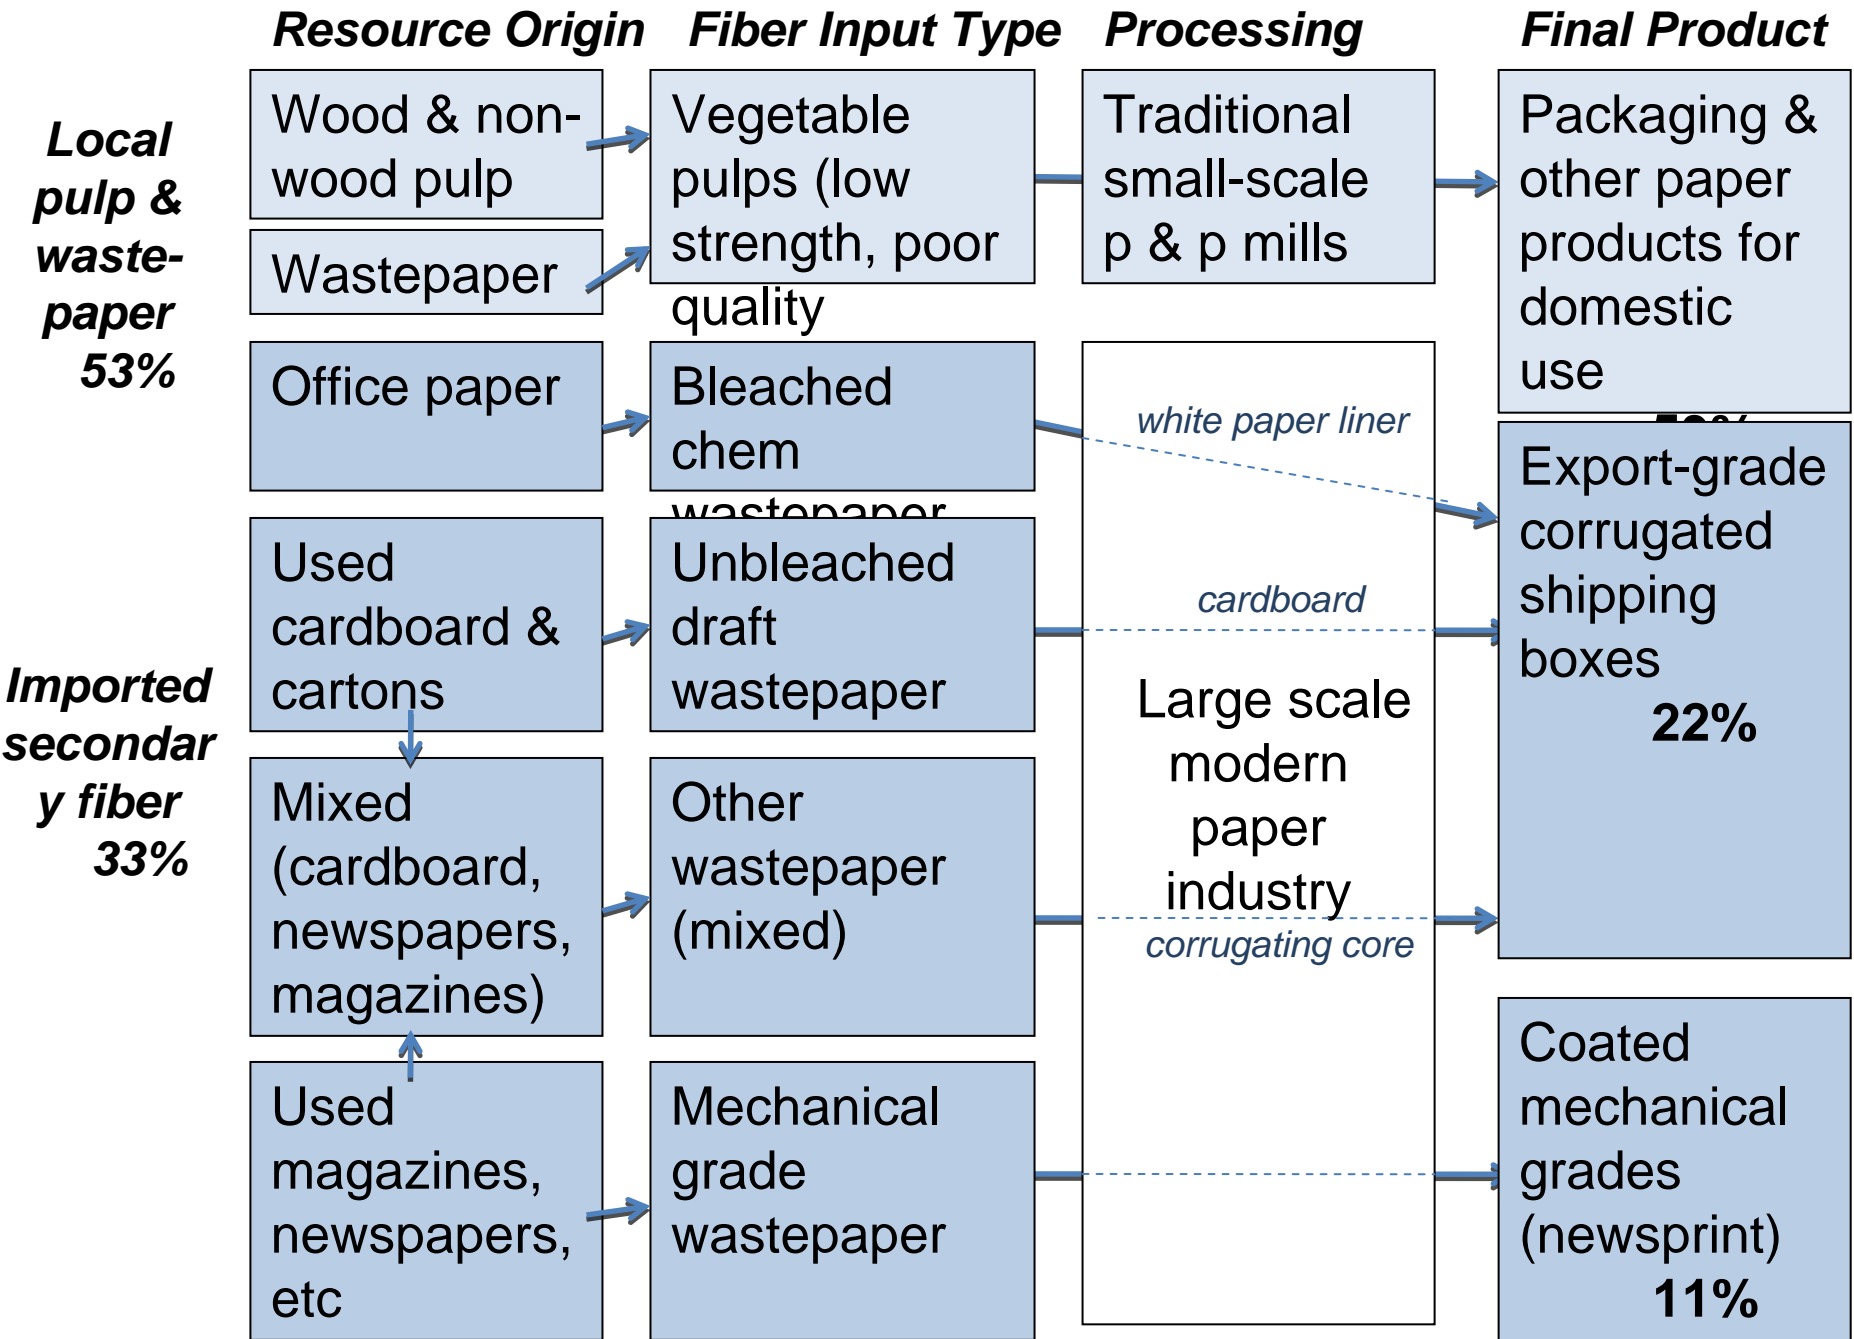 Resource Origin Fiber Input Type Processing Final Product
Local
pulp &
waste-
paper
53%
Imported
secondar
y fiber
33%
Wood & non-
wood pulp
Wastepaper
Vegetable
pulps (low
strength, poor
quality
Traditional
small-scale
p & p mills
Packaging &
other paper
products for
domestic
use
Office paper
Bleached
chem
wastepaper
white paper liner
Export-grade
corrugated
shipping
boxes
22%
Used
cardboard &
cartons
Unbleached
draft
wastepaper
cardboard
Large scale
modern
paper
industry
Mixed
(cardboard,
newspapers,
magazines)
Other
wastepaper
(mixed)
corrugating core
Used
magazines,
newspapers,
etc
Mechanical
grade
wastepaper
Coated
mechanical
grades
(newsprint)
11%